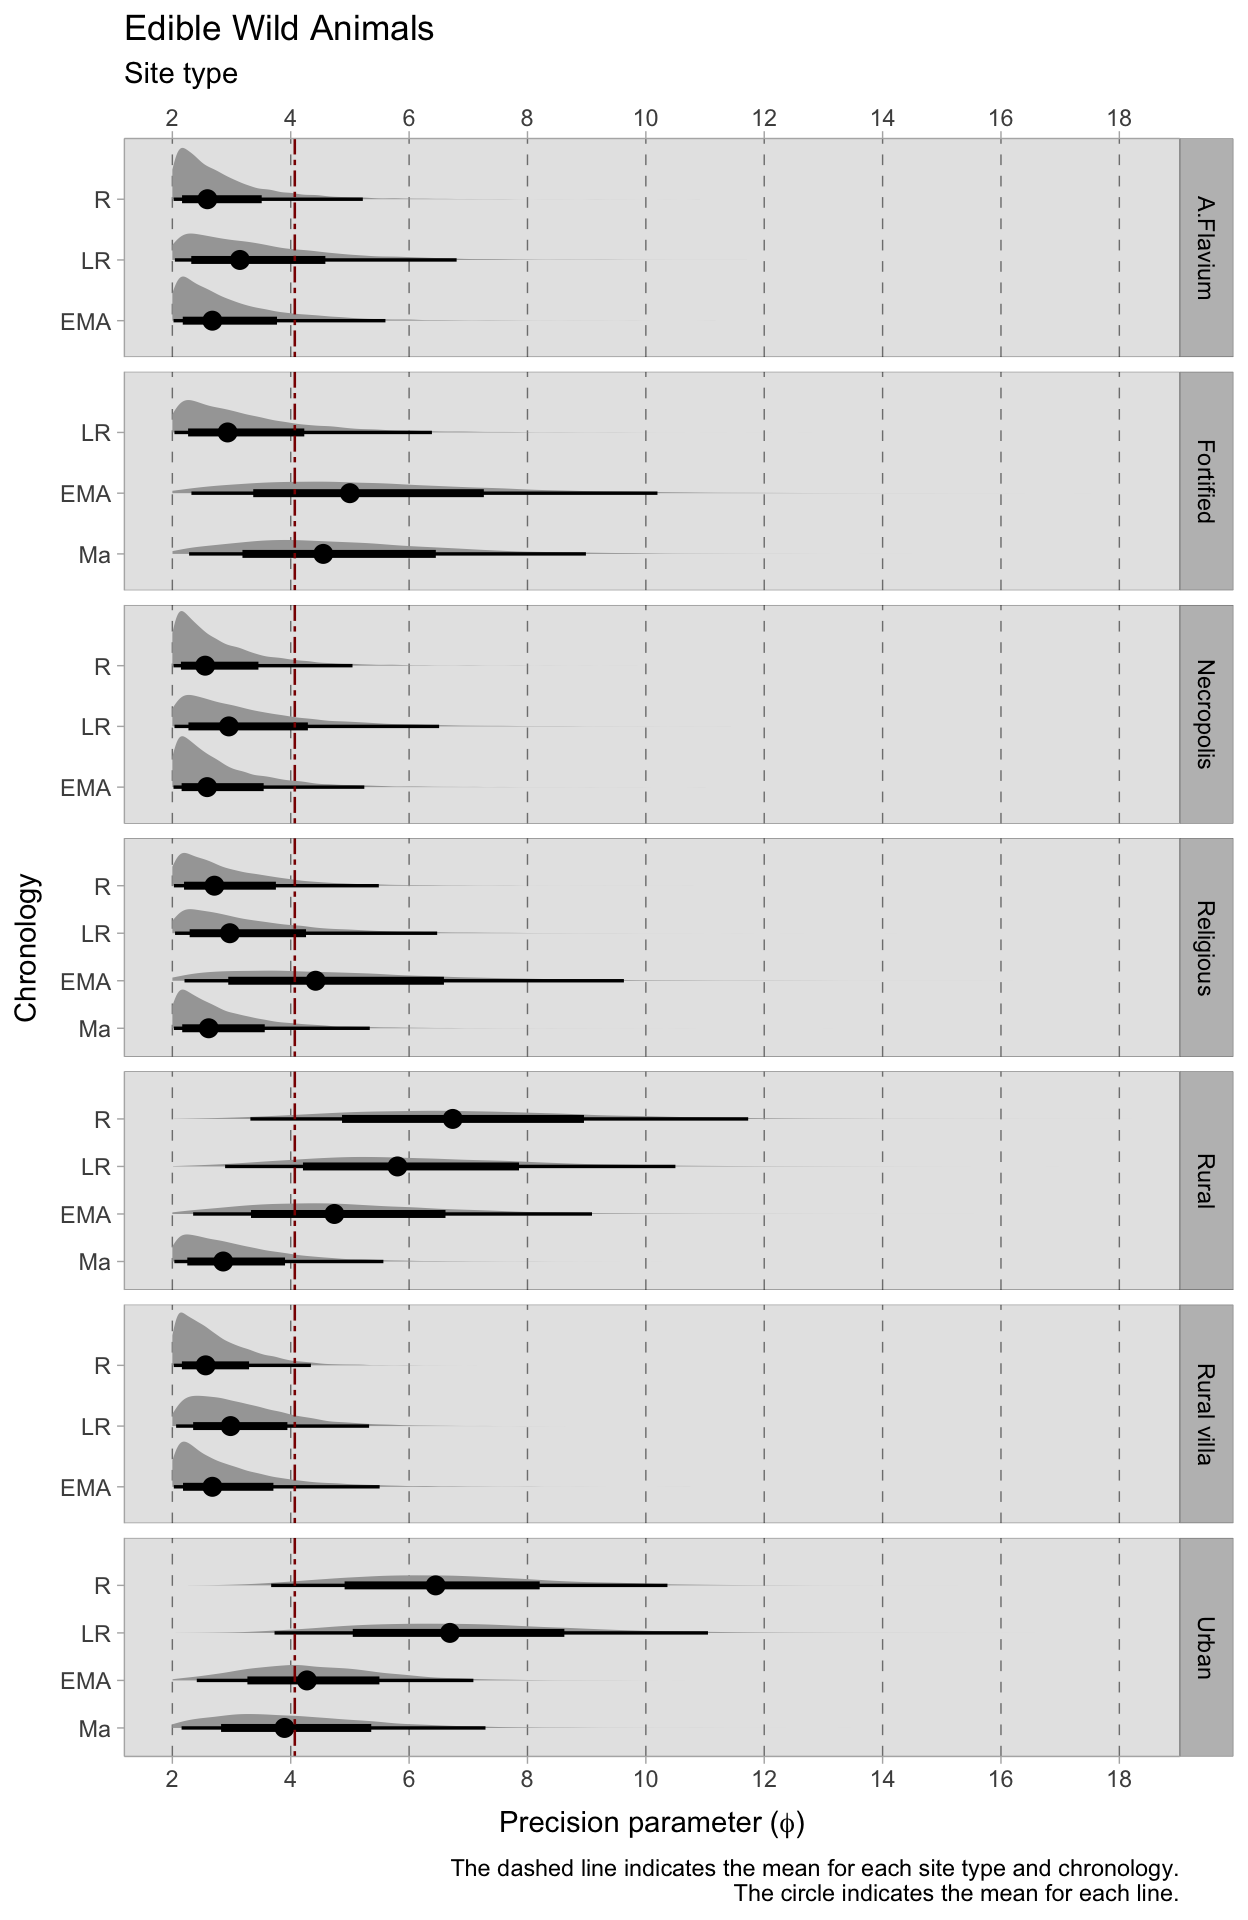 Edible Wild Animals
Site type
2 4 6 8 10 12 14 16 18
R
LR
EMA
A.Flavium
LR
EMA
Ma
Fortified
R
LR
EMA
Necropolis
R
LR
EMA
Ma
Religious
R
LR
EMA
Ma
Rural
R
LR
EMA
Rural villa
R
LR
EMA
Ma
Urban
Chronology
2 4 6 8 10 12 14 16 18
Precision parameter (ϕ)
The dashed line indicates the mean for each site type and chronology.
The circle indicates the mean for each line.